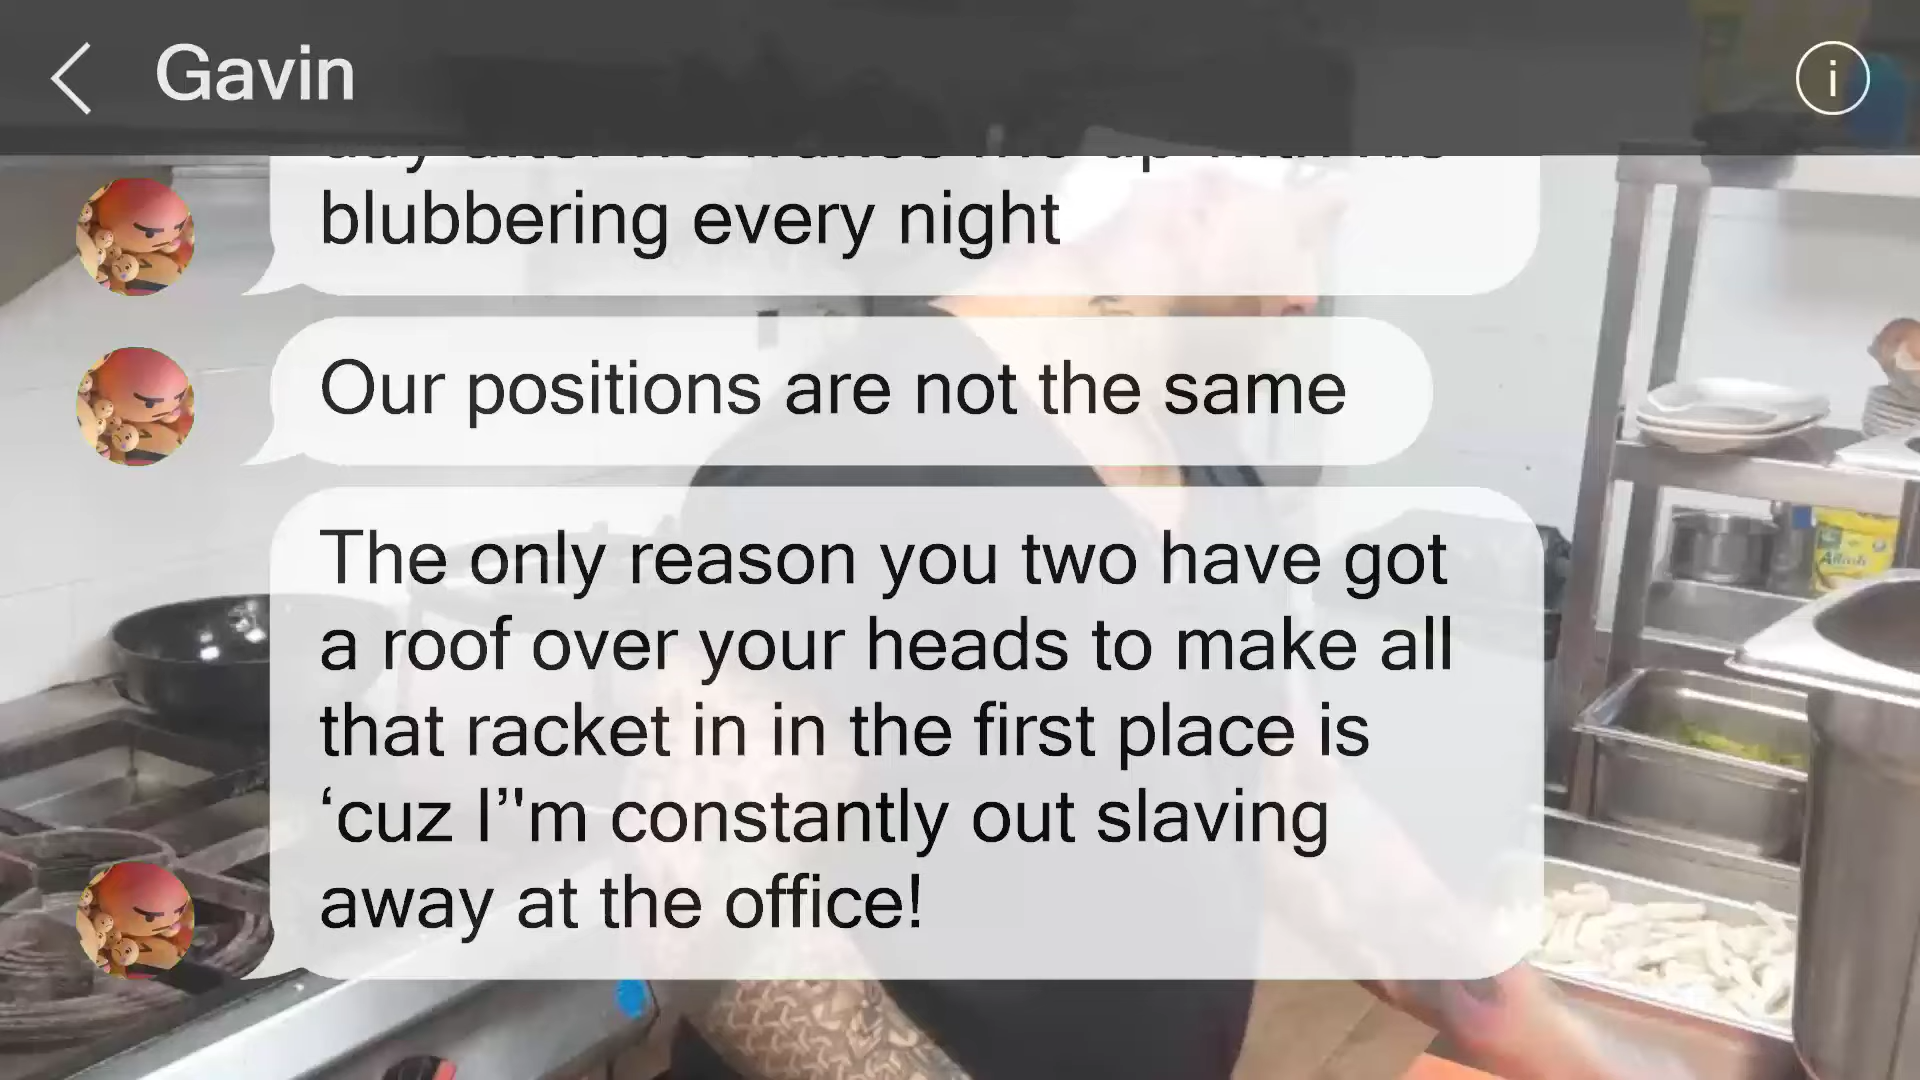 Gavin
blubbering every night
Our positions are not the same
The only reason you two have got
a roof over your heads to make all
that racket in in the first place is
‘cuz I’'m constantly out slaving
away at the office!